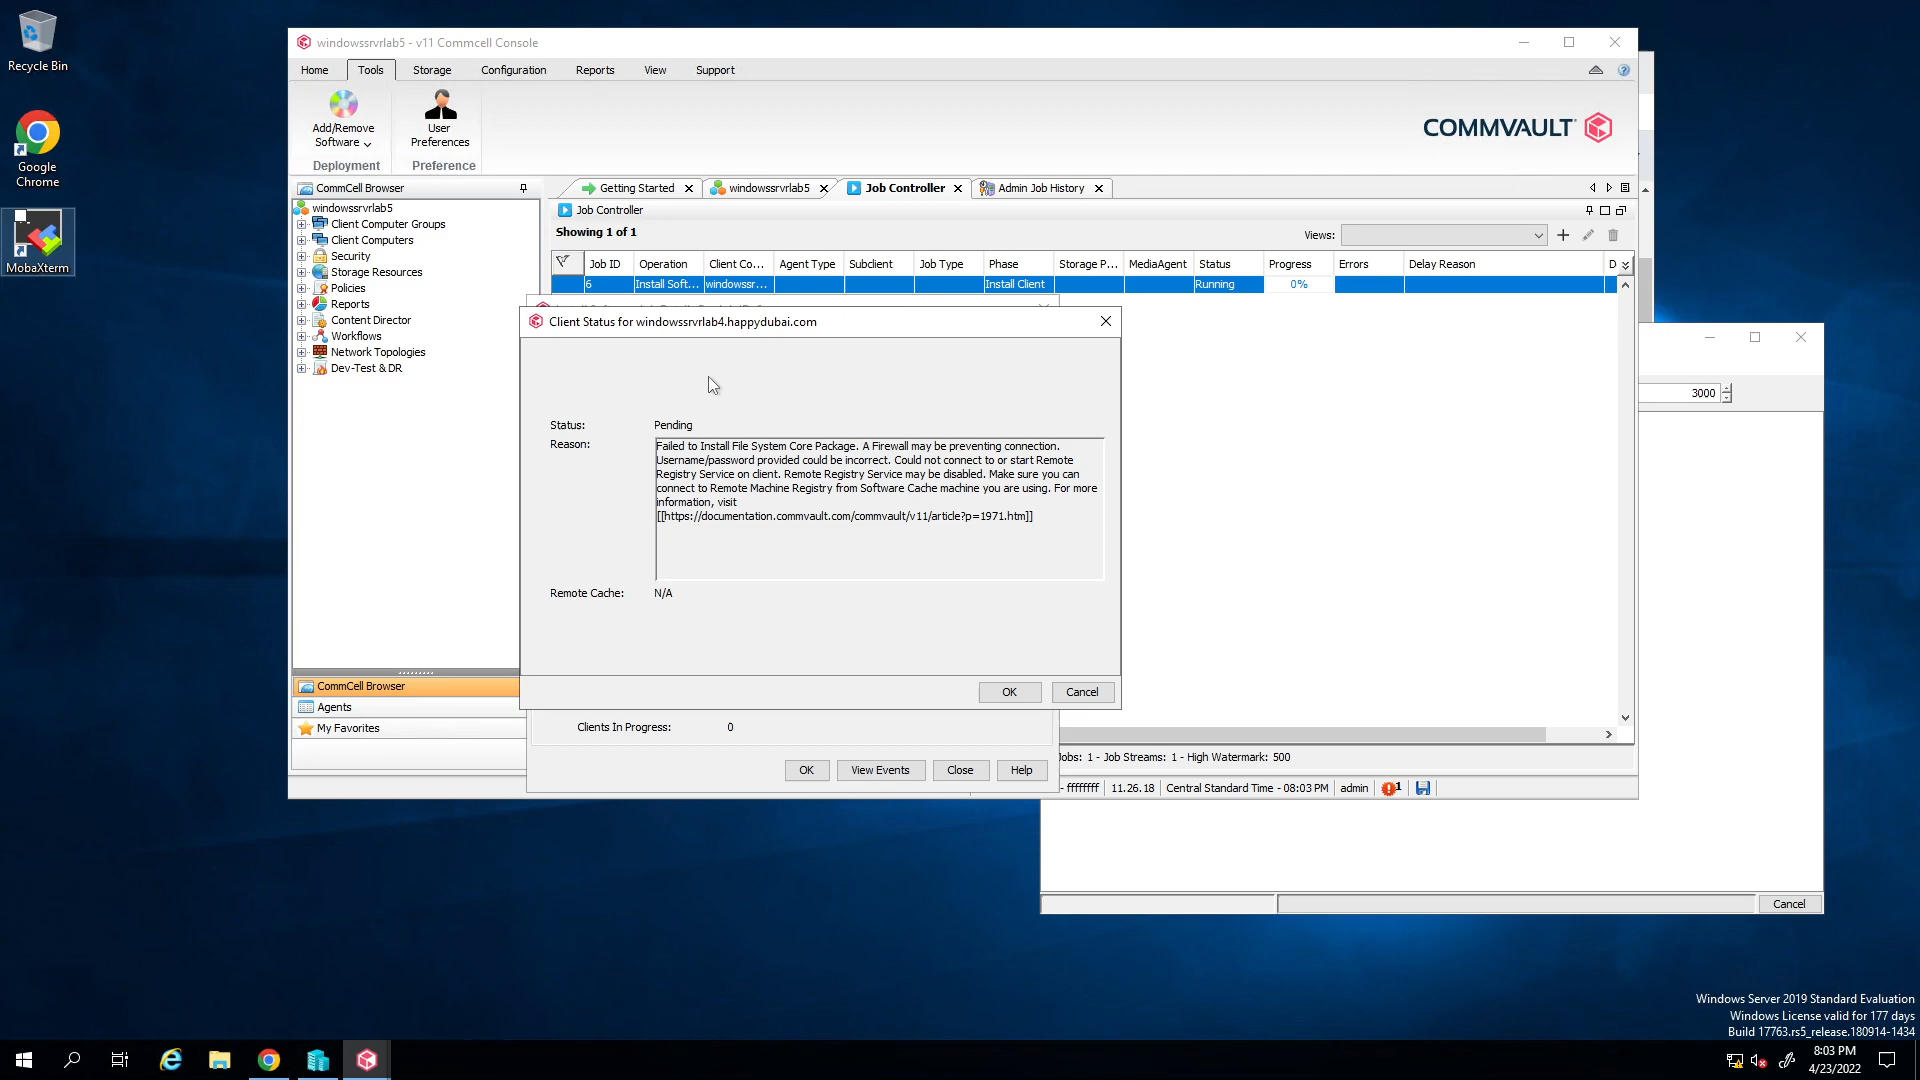 Recycle Bin
Google
Chrome
MobaXterm
windowssrvrlab5 - v11 Commcell Console
Home
Tools
Storage
Configuration
Reports
View
Support
Add/Remove
Software
Deployment
User
Preferences
Preference
COMMVAULT
CommCell Browser
windowssrvrlab5
Client Computer Groups
Client Computers
Security
Storage Resources
Policies
Reports
Content Director
Workflows
Network Topologies
Dev-Test & DR
CommCell Browser
Agents
My Favorites
Getting Started
windowssrvrlab5
Job Controller
Admin Job History
Job Controller
Showing 1 of 1
Views:
Job ID
Operation
Client Co...
Agent Type
Subclient
Job Type
Phase
Storage P...
MediaAgent
Status
Progress
Errors
Delay Reason
D
6
Install Soft...
windowssr...
Install Client
Running
0%
Client Status for windowssrvrlab4.happydubai.com
Status:
Pending
Reason:
Failed to Install File System Core Package. A Firewall may be preventing connection.
Username/password provided could be incorrect. Could not connect to or start Remote
Registry Service on client. Remote Registry Service may be disabled. Make sure you can
connect to Remote Machine Registry from Software Cache machine you are using. For more
information, visit
[[https://documentation.commvault.com/commvault/v11/article?p=1971.htm]]
Remote Cache:
N/A
OK
Cancel
Clients In Progress:
0
OK
View Events
Close
Help
Jobs: 1 - Job Streams: 1 - High Watermark: 500
- ffffffff
11.26.18
Central Standard Time - 08:03 PM
admin
1
3000
Cancel
Windows Server 2019 Standard Evaluation
Windows License valid for 177 days
Build 17763.rs5_release.180914-1434
8:03 PM
4/23/2022